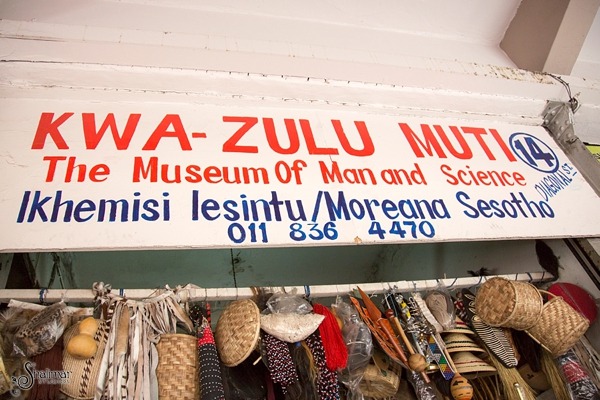 KWA-ZULU MUTI
14
DIAGONAL ST.
The Museum Of Man and Science
Ikhemisi lesintu/Moreana Sesotho
011 836 4470